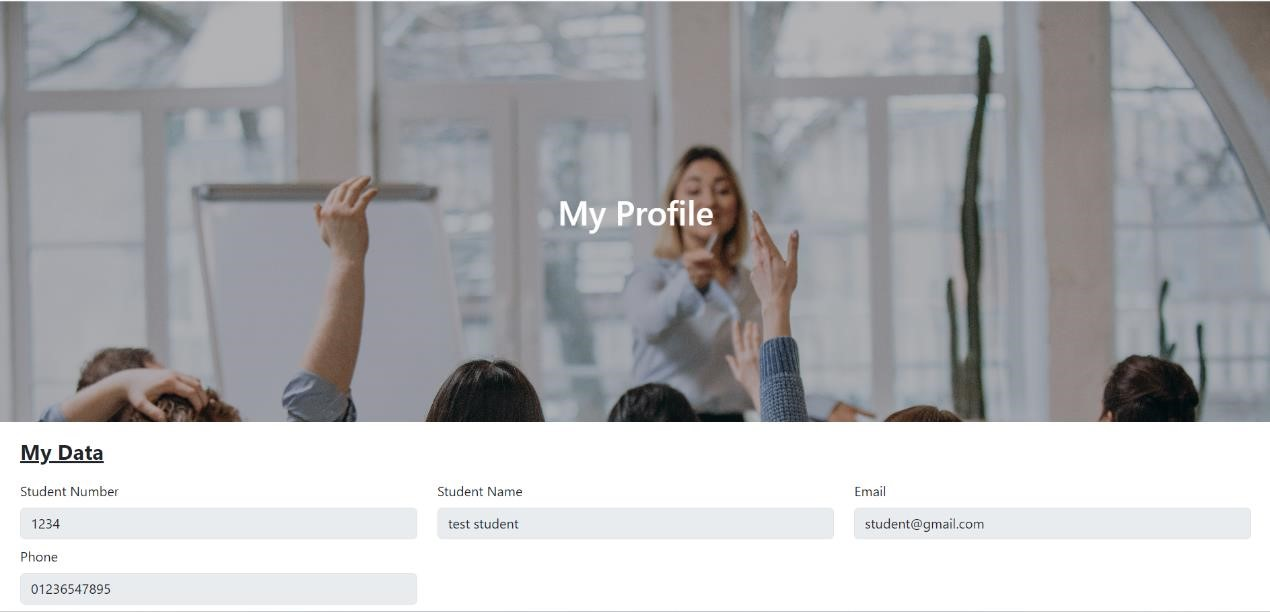 My Profile
My Data
Student Number
Student Name
Email
1234
test student
student@gmail.com
Phone
01236547895